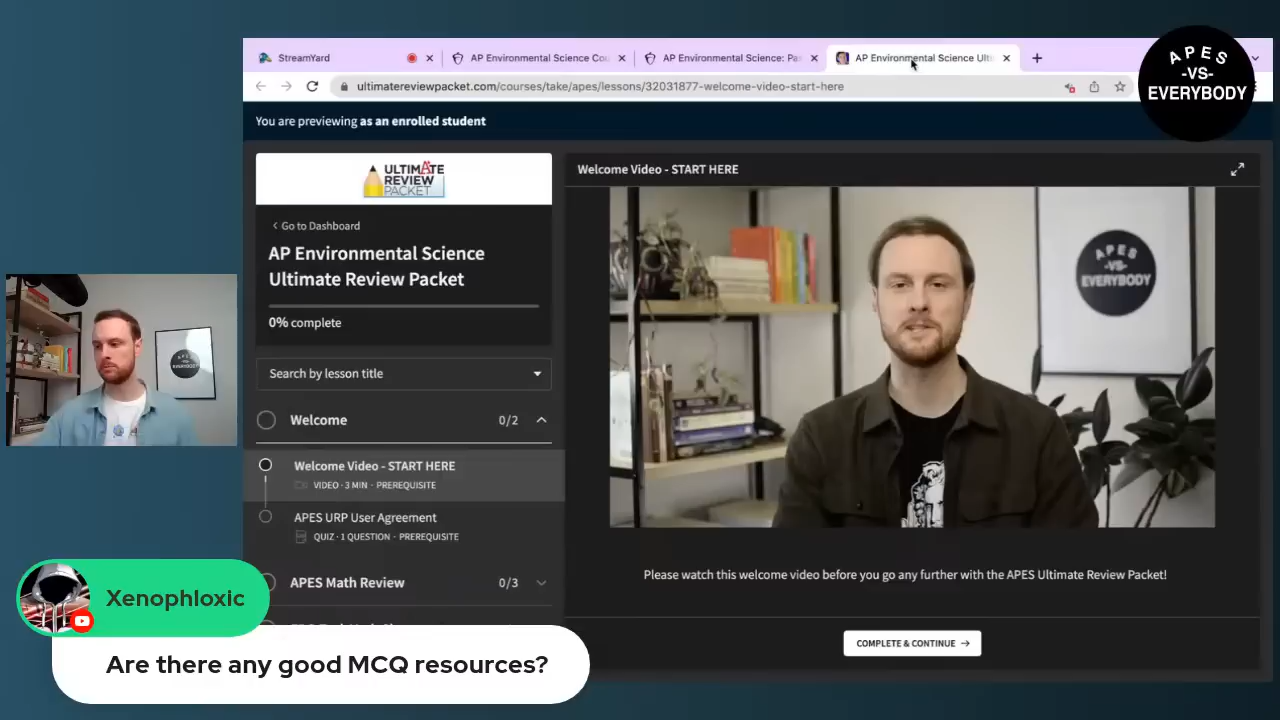 StreamYard
AP Environmental Science Cou
AP Environmental Science: Pa
AP Environmental Science Ulti
ultimatereviewpacket.com/courses/take/apes/lessons/32031877-welcome-video-start-here
APES
-VS-
EVERYBODY
You are previewing as an enrolled student
ULTIMATE
REVIEW
PACKET
Go to Dashboard
AP Environmental Science
Ultimate Review Packet
0% complete
Search by lesson title
Welcome 0/2
Welcome Video - START HERE
VIDEO · 3 MIN · PREREQUISITE
APES URP User Agreement
QUIZ · 1 QUESTION · PREREQUISITE
APES Math Review 0/3
Welcome Video - START HERE
APES
-VS-
EVERYBODY
Please watch this welcome video before you go any further with the APES Ultimate Review Packet!
COMPLETE & CONTINUE →
Xenophloxic
Are there any good MCQ resources?